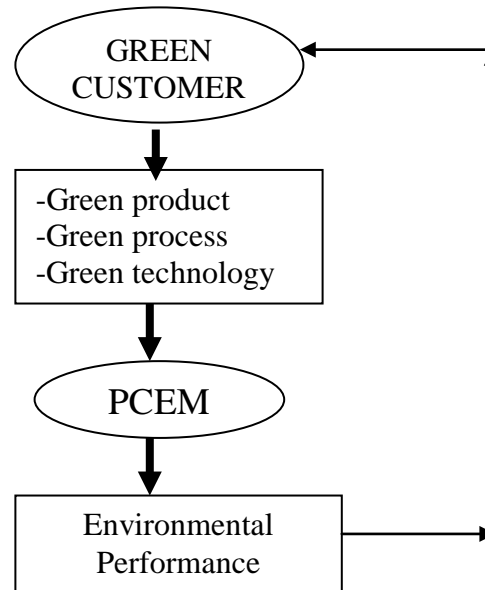 GREEN
CUSTOMER
-Green product
-Green process
-Green technology
PCEM
Environmental
Performance